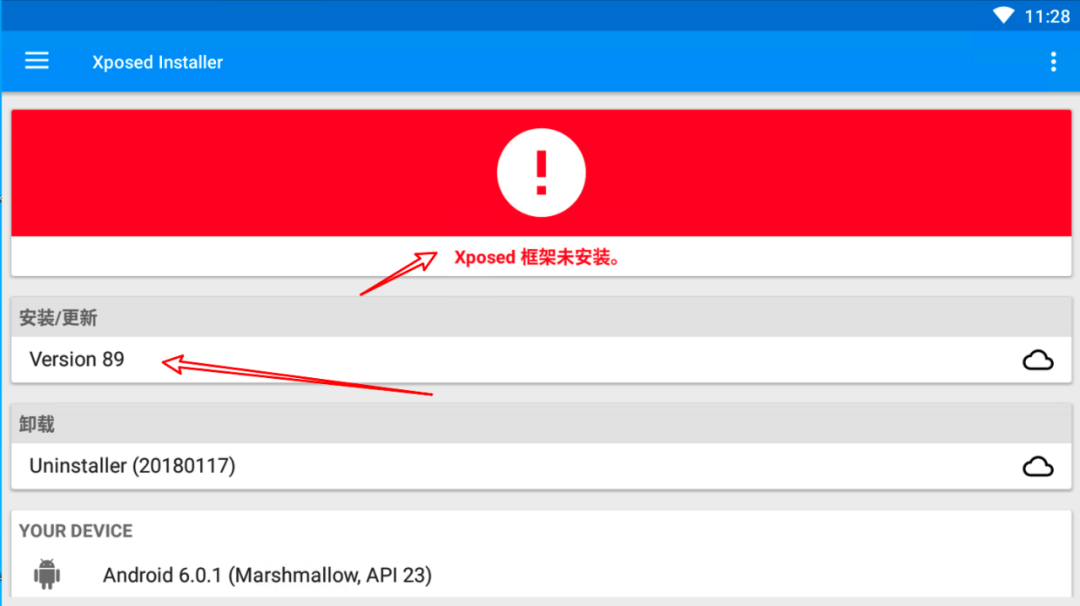 11:28
Xposed Installer
Xposed 框架未安装。
安装/更新
Version 89
卸载
Uninstaller (20180117)
YOUR DEVICE
Android 6.0.1 (Marshmallow, API 23)